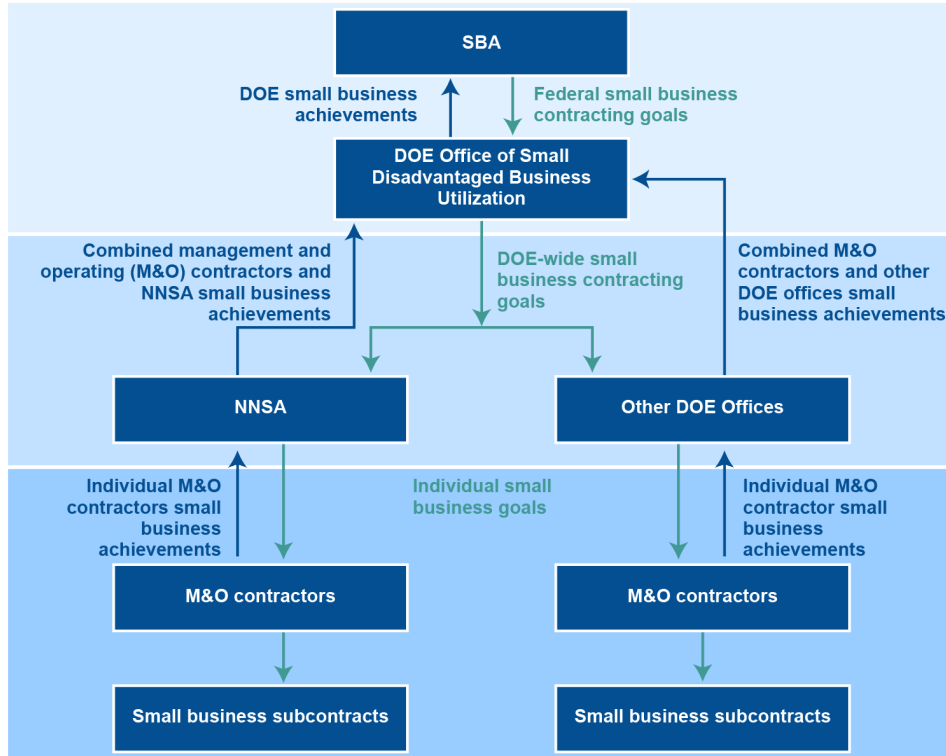 SBA
DOE small business
achievements
Federal small business
contracting goals
DOE Office of Small
Disadvantaged Business
Utilization
Combined management and
operating (M&O) contractors and
NNSA small business
achievements
DOE-wide small
business contracting
goals
Combined M&O
contractors and other
DOE offices small
business achievements
NNSA
Other DOE Offices
Individual M&O
contractors small
business
achievements
Individual small
business goals
Individual M&O
contractor small
business
achievements
M&O contractors
M&O contractors
Small business subcontracts
Small business subcontracts